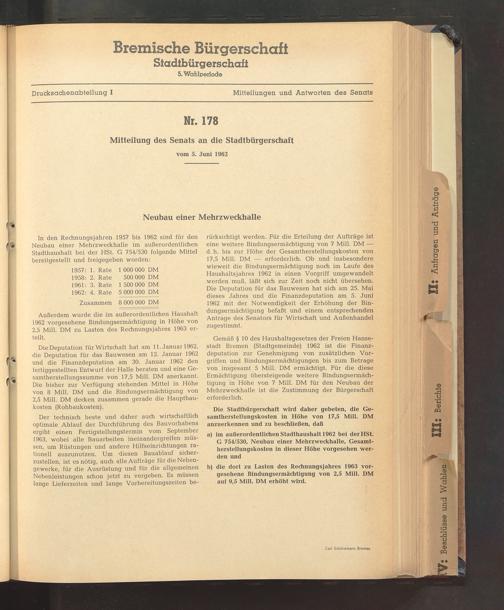 Bremische Bürgerschaft
Stadtbürgerschaft
5. Wahlperiode
Drucksachenabteilung I
Mitteilungen und Antworten des Senats
Nr. 178
Mitteilung des Senats an die Stadtbürgerschaft
vom 5. Juni 1962
Neubau einer Mehrzweckhalle
In den Rechnungsjahren 1957 bis 1962 sind für den
Neubau einer Mehrzweckhalle im außerordentlichen
Stadthaushalt bei der HSt. G 754/530 folgende Mittel
bereitgestellt und freigegeben worden:
1957: 1. Rate 1 000 000 DM
1958: 2. Rate 500 000 DM
1961: 3. Rate 1 500 000 DM
1962: 4. Rate 5 000 000 DM
Zusammen 8 000 000 DM
Außerdem wurde die im außerordentlichen Haushalt
1962 vorgesehene Bindungsermächtigung in Höhe von
2,5 Mill. DM zu Lasten des Rechnungsjahres 1963 er-
teilt.
Die Deputation für Wirtschaft hat am 11. Januar 1962,
die Deputation für das Bauwesen am 12. Januar 1962
und die Finanzdeputation am 30. Januar 1962 den
fertiggestellten Entwurf der Halle beraten und eine Ge-
samtherstellungssumme von 17,5 Mill. DM anerkannt.
Die bisher zur Verfügung stehenden Mittel in Höhe
von 8 Mill. DM und die Bindungsermächtigung von
2,5 Mill. DM decken zusammen gerade die Hauptbau-
kosten (Rohbaukosten).
Der technisch beste und daher auch wirtschaftlich
optimale Ablauf der Durchführung des Bauvorhabens
ergibt einen Fertigungstermin vom September
1963, wobei alle Bauarbeiten ineinandergreifen müs-
sen, um Rüstungen und andere Hilfseinrichtungen ra-
tionell auszunutzen. Um diesen Bauablauf sicher-
zustellen, ist es nötig, auch alle Aufträge für die Neben-
gewerke, für die Ausrüstung und für die allgemeinen
Nebenleistungen schon jetzt zu vergeben. Es müssen
lange Lieferzeiten und lange Vorbereitungszeiten be-
rücksichtigt werden. Für die Erteilung der Aufträge ist
eine weitere Bindungsermächtigung von 7 Mill. DM —
d. h. bis zur Höhe der Gesamtherstellungskosten von
17,5 Mill. DM — erforderlich. Ob und insbesondere
wieweit die Bindungsermächtigung noch im Laufe des
Haushaltsjahres 1962 in einen Vorgriff umgewandelt
werden muß, läßt sich zur Zeit noch nicht übersehen.
Die Deputation für das Bauwesen hat sich am 25. Mai
dieses Jahres und die Finanzdeputation am 5. Juni
1962 mit der Notwendigkeit der Erhöhung der Bin-
dungsermächtigung befaßt und einem entsprechenden
Antrage des Senators für Wirtschaft und Außenhandel
zugestimmt.
Gemäß § 10 des Haushaltsgesetzes der Freien Hanse-
stadt Bremen (Stadtgemeinde) 1962 ist die Finanz-
deputation zur Genehmigung von zusätzlichen Vor-
griffen und Bindungsermächtigungen bis zum Betrage
von insgesamt 5 Mill. DM ermächtigt. Für die diese
Ermächtigung übersteigende weitere Bindungsermäch-
tigung in Höhe von 7 Mill. DM für den Neubau der
Mehrzweckhalle ist die Zustimmung der Bürgerschaft
erforderlich.
Die Stadtbürgerschaft wird daher gebeten, die Ge-
samtherstellungskosten in Höhe von 17,5 Mill. DM
anzuerkennen und zu beschließen, daß
a) im außerordentlichen Stadthaushalt 1962 bei der HSt.
G 754/530, Neubau einer Mehrzweckhalle, Gesamt-
herstellungskosten in dieser Höhe vorgesehen wer-
den und
b) die dort zu Lasten des Rechnungsjahres 1963 vor-
gesehene Bindungsermächtigung von 2,5 Mill. DM
auf 9,5 Mill. DM erhöht wird.
Carl Schünemann, Bremen
II: Anfragen und Anträge
III: Berichte
IV: Beschlüsse und Wahlen